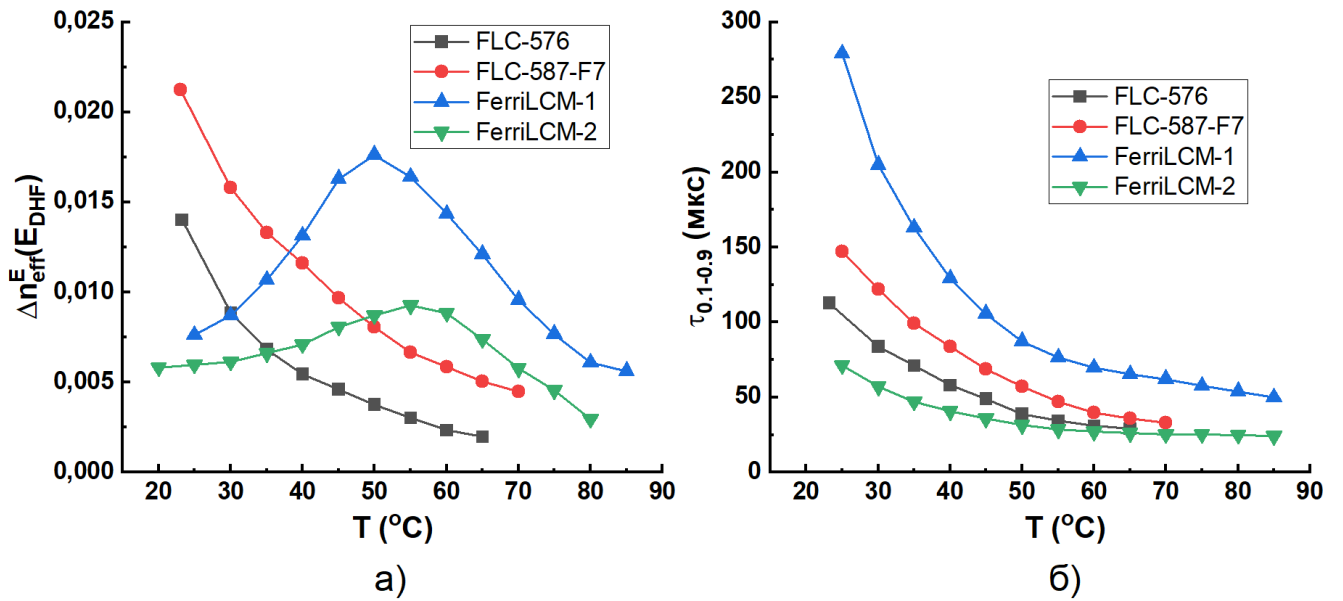 0,025
0,020
0,015
0,010
0,005
0,000
Δn^E_eff(E_DHF)
20 30 40 50 60 70 80 90
T (°C)
FLC-576
FLC-587-F7
FerriLCM-1
FerriLCM-2
а)
300
250
200
150
100
50
0
τ_0.1-0.9 (мкс)
20 30 40 50 60 70 80 90
T (°C)
FLC-576
FLC-587-F7
FerriLCM-1
FerriLCM-2
б)